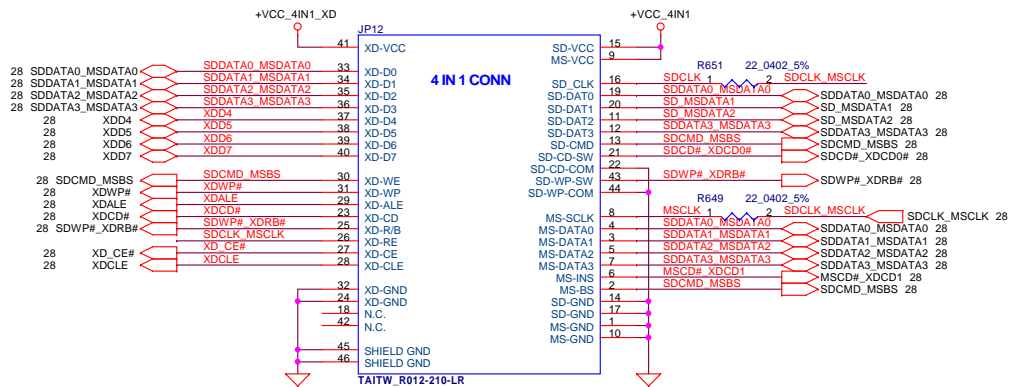 +VCC_4IN1_XD
+VCC_4IN1
JP12
4 IN 1 CONN
41 XD-VCC
28 SDDATA0_MSDATA0 SDDATA0_MSDATA0 33 XD-D0
28 SDDATA1_MSDATA1 SDDATA1_MSDATA1 34 XD-D1
28 SDDATA2_MSDATA2 SDDATA2_MSDATA2 35 XD-D2
28 SDDATA3_MSDATA3 SDDATA3_MSDATA3 36 XD-D3
28 XDD4 XDD4 37 XD-D4
28 XDD5 XDD5 38 XD-D5
28 XDD6 XDD6 39 XD-D6
28 XDD7 XDD7 40 XD-D7
28 SDCMD_MSBS SDCMD_MSBS 30 XD-WE
28 XDWP# XDWP# 31 XD-WP
28 XDALE XDALE 29 XD-ALE
28 XDCD# XDCD# 23 XD-CD
28 SDWP#_XDRB# SDWP#_XDRB# 25 XD-R/B
SDCLK_MSCLK 26 XD-RE
28 XD_CE# XD_CE# 27 XD-CE
28 XDCLE XDCLE 28 XD-CLE
32 XD-GND
24 XD-GND
18 N.C.
42 N.C.
45 SHIELD GND
46 SHIELD GND
TAITW_R012-210-LR
SD-VCC 15
MS-VCC 9
R651 22_0402_5%
SD_CLK 16 SDCLK 1 2 SDCLK_MSCLK
SD-DAT0 19 SDDATA0_MSDATA0 SDDATA0_MSDATA0 28
SD-DAT1 20 SD_MSDATA1 SD_MSDATA1 28
SD-DAT2 11 SD_MSDATA2 SD_MSDATA2 28
SD-DAT3 12 SDDATA3_MSDATA3 SDDATA3_MSDATA3 28
SD-CMD 13 SDCMD_MSBS SDCMD_MSBS 28
SD-CD-SW 21 SDCD#_XDCD0# SDCD#_XDCD0# 28
SD-CD-COM 22
SD-WP-SW 43 SDWP#_XDRB# SDWP#_XDRB# 28
SD-WP-COM 44
R649 22_0402_5%
MS-SCLK 8 MSCLK 1 2 SDCLK_MSCLK SDCLK_MSCLK 28
MS-DATA0 4 SDDATA0_MSDATA0 SDDATA0_MSDATA0 28
MS-DATA1 3 SDDATA1_MSDATA1 SDDATA1_MSDATA1 28
MS-DATA2 5 SDDATA2_MSDATA2 SDDATA2_MSDATA2 28
MS-DATA3 7 SDDATA3_MSDATA3 SDDATA3_MSDATA3 28
MS-INS 6 MSCD#_XDCD1 MSCD#_XDCD1 28
MS-BS 2 SDCMD_MSBS SDCMD_MSBS 28
SD-GND 14
SD-GND 17
MS-GND 1
MS-GND 10